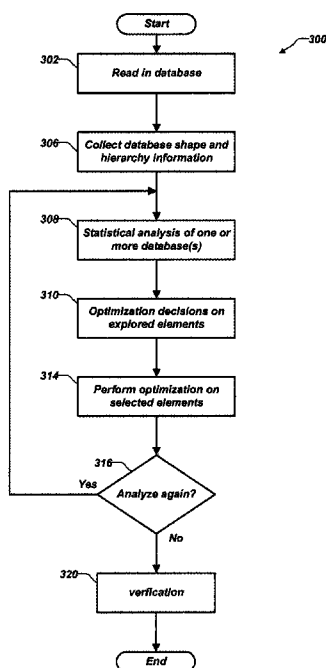 Start
300
302
Read in database
306
Collect database shape and
hierarchy information
308
Statistical analysis of one or
more database(s)
310
Optimization decisions on
explored elements
314
Perform optimization on
selected elements
316
Analyze again?
Yes
No
320
verfication
End